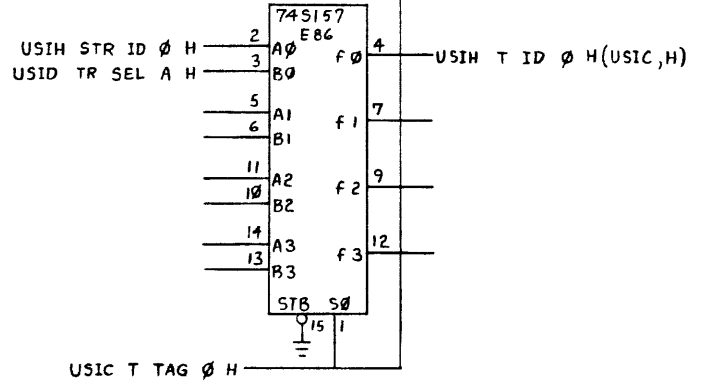 74S157
E86
USIH STR ID Ø H 2 AØ fØ 4 USIH T ID Ø H(USIC,H)
USID TR SEL A H 3 BØ
5 A1 f1 7
6 B1
11 A2 f2 9
1Ø B2
14 A3 f3 12
13 B3
STB SØ
15 1
USIC T TAG Ø H